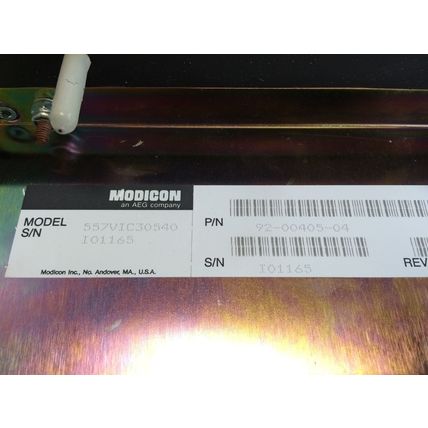 MODICON
an AEG company
MODEL 557VIC30540
S/N I01165
Modicon Inc., No. Andover, MA., U.S.A.
P/N 92-00405-04
S/N I01165
REV